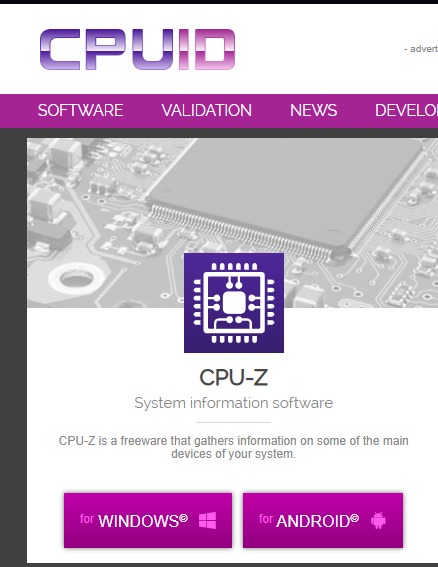 CPUID
- advert
SOFTWARE VALIDATION NEWS DEVELO
CPU-Z
System information software
CPU-Z is a freeware that gathers information on some of the main
devices of your system.
for WINDOWS© for ANDROID©